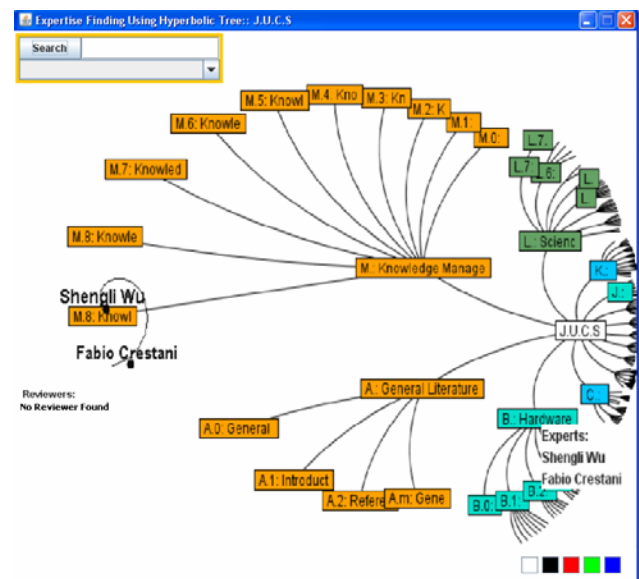 Expertise Finding Using Hyperbolic Tree:: J.U.C.S
Search
M.5: Knowl
M.4. Kno
M.3: Kn
M.2: K
M.1:
M.0:
M.6: Knowle
M.7: Knowled
M.8: Knowle
M.: Knowledge Manage
Shengli Wu
M.8: Knowl
Fabio Crestani
L.7.
L.7.
L.6:
L.
L.
L.: Scienc
K.:
J.:
J.U.C.S
C.:
Reviewers:
No Reviewer Found
A.: General Literature
A.0: General
A.1: Introduct
A.2: Refere
A.m: Gene
B.: Hardware
Experts:
Shengli Wu
Fabio Crestani
B.0:
B.1:
B.2: